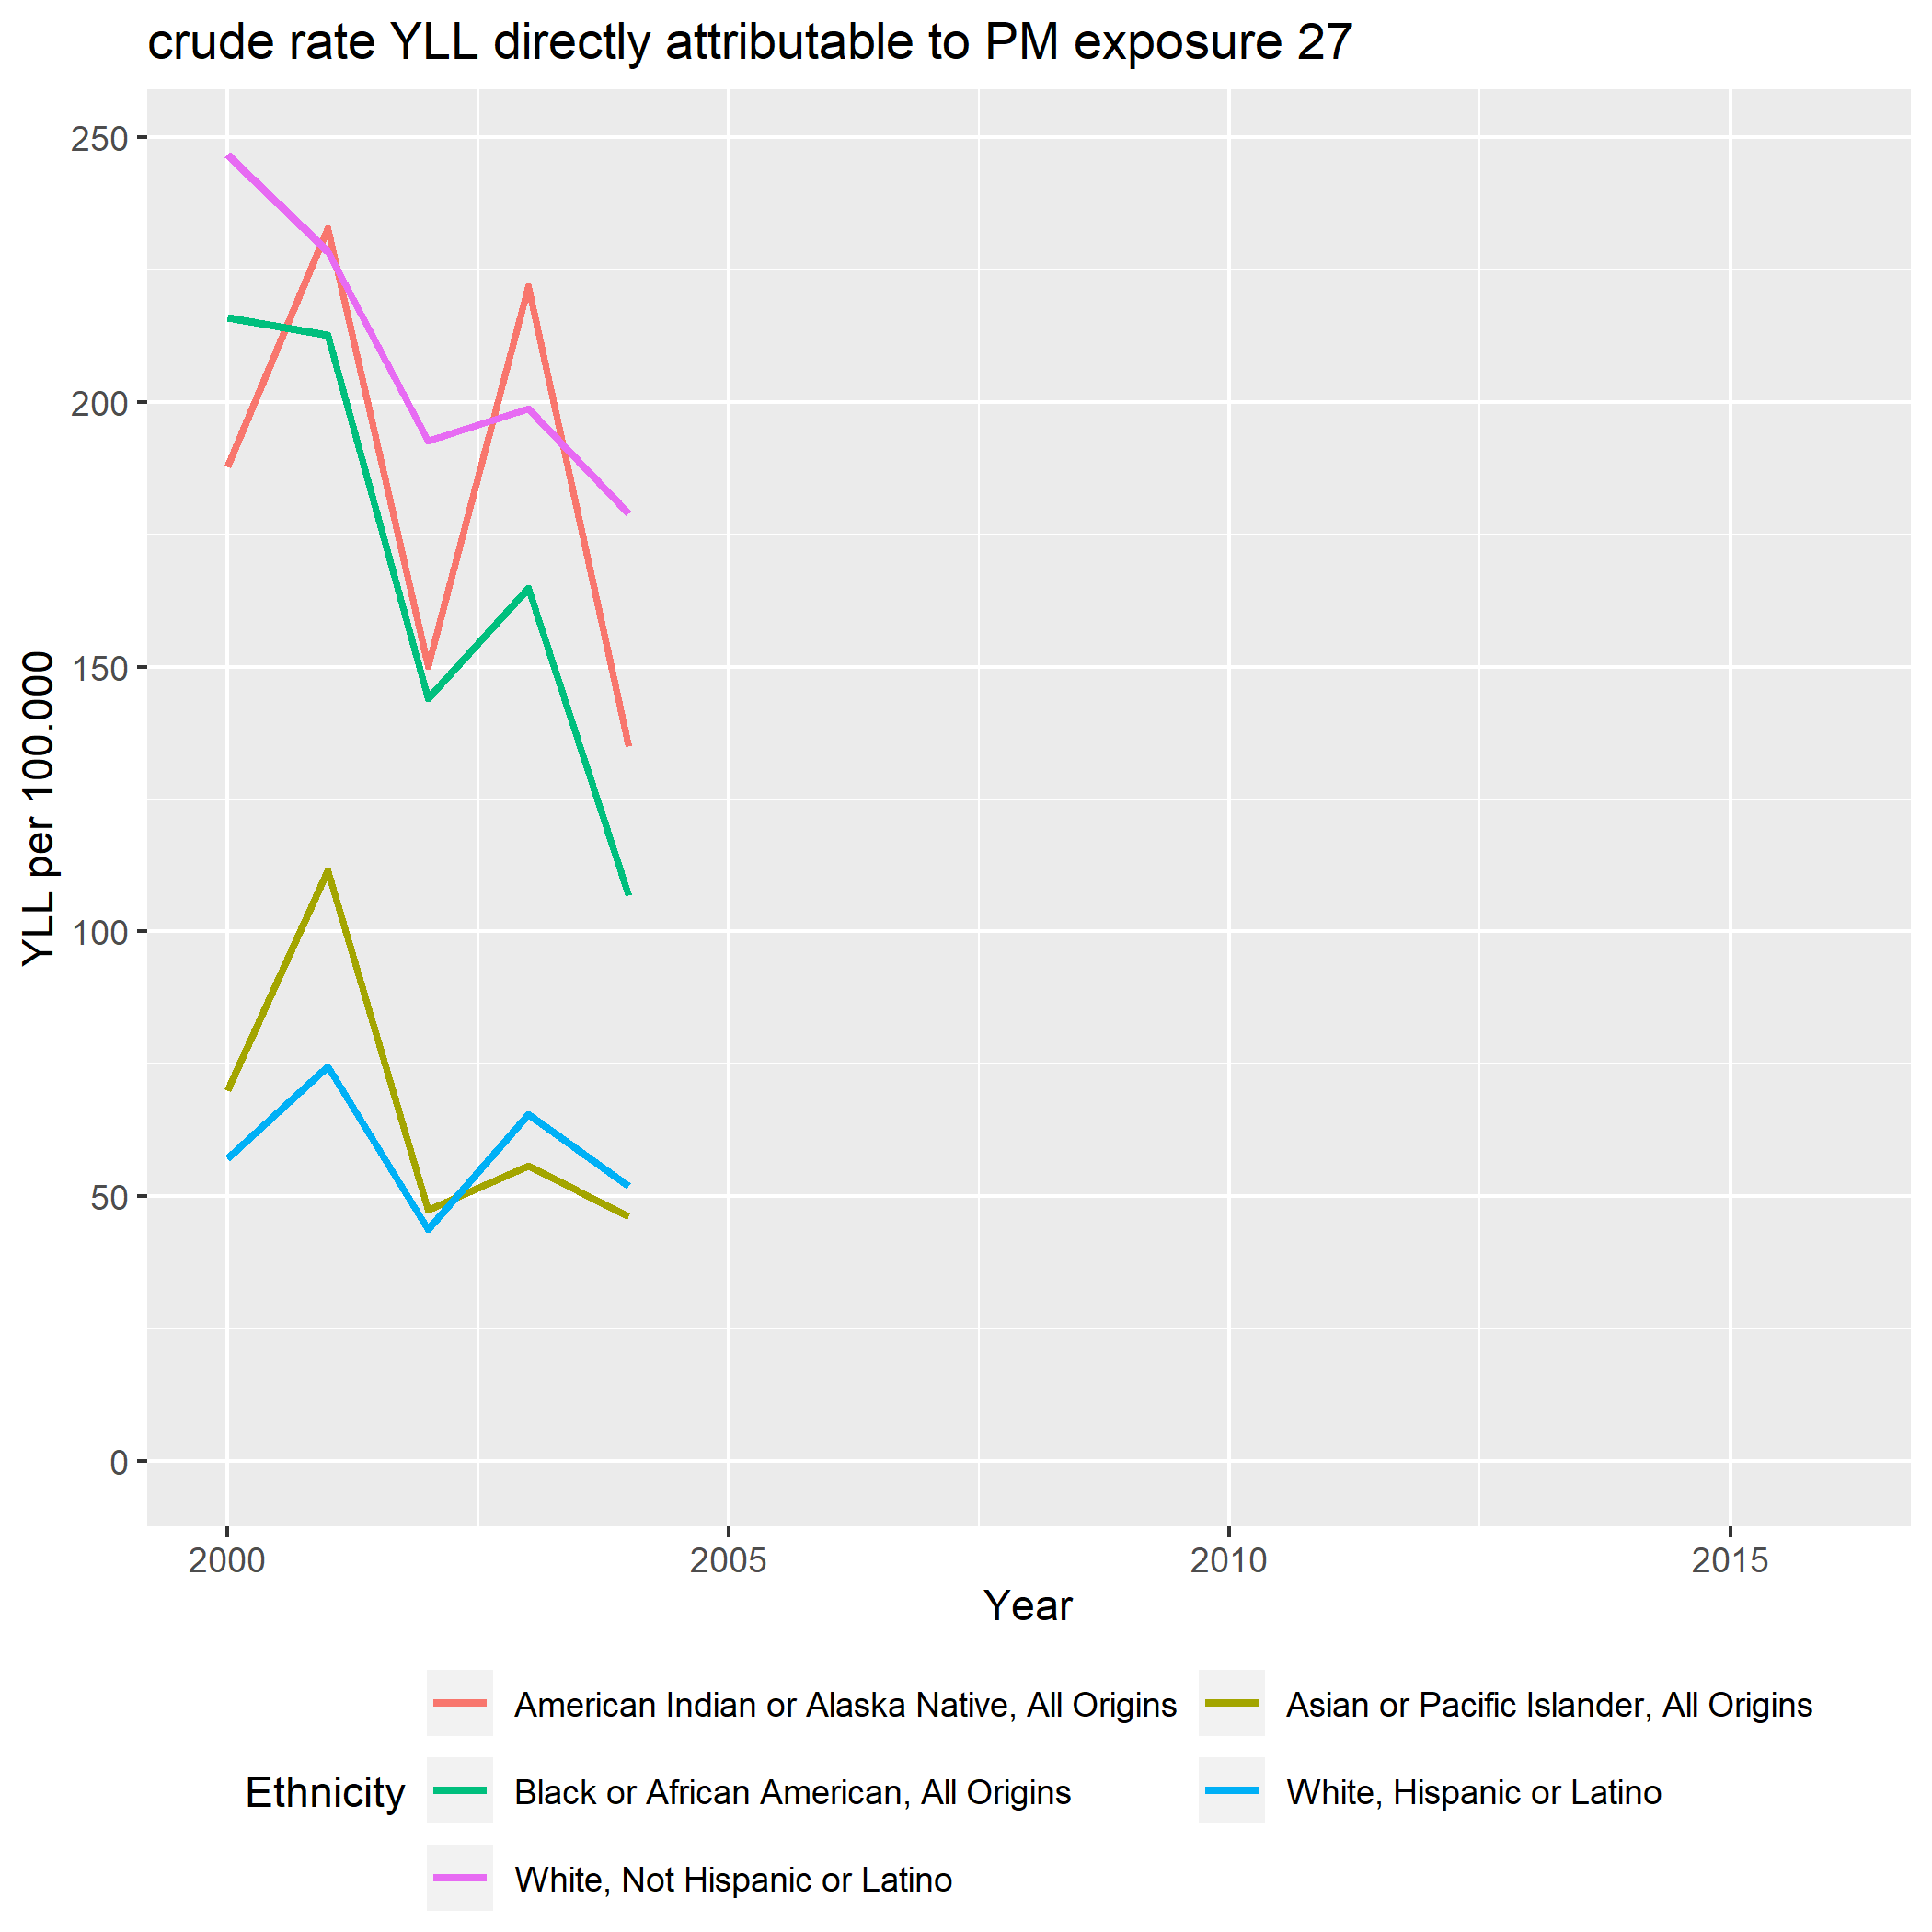 crude rate YLL directly attributable to PM exposure 27
YLL per 100.000
250
200
150
100
50
0
2000 2005 2010 2015
Year
Ethnicity
American Indian or Alaska Native, All Origins
Asian or Pacific Islander, All Origins
Black or African American, All Origins
White, Hispanic or Latino
White, Not Hispanic or Latino